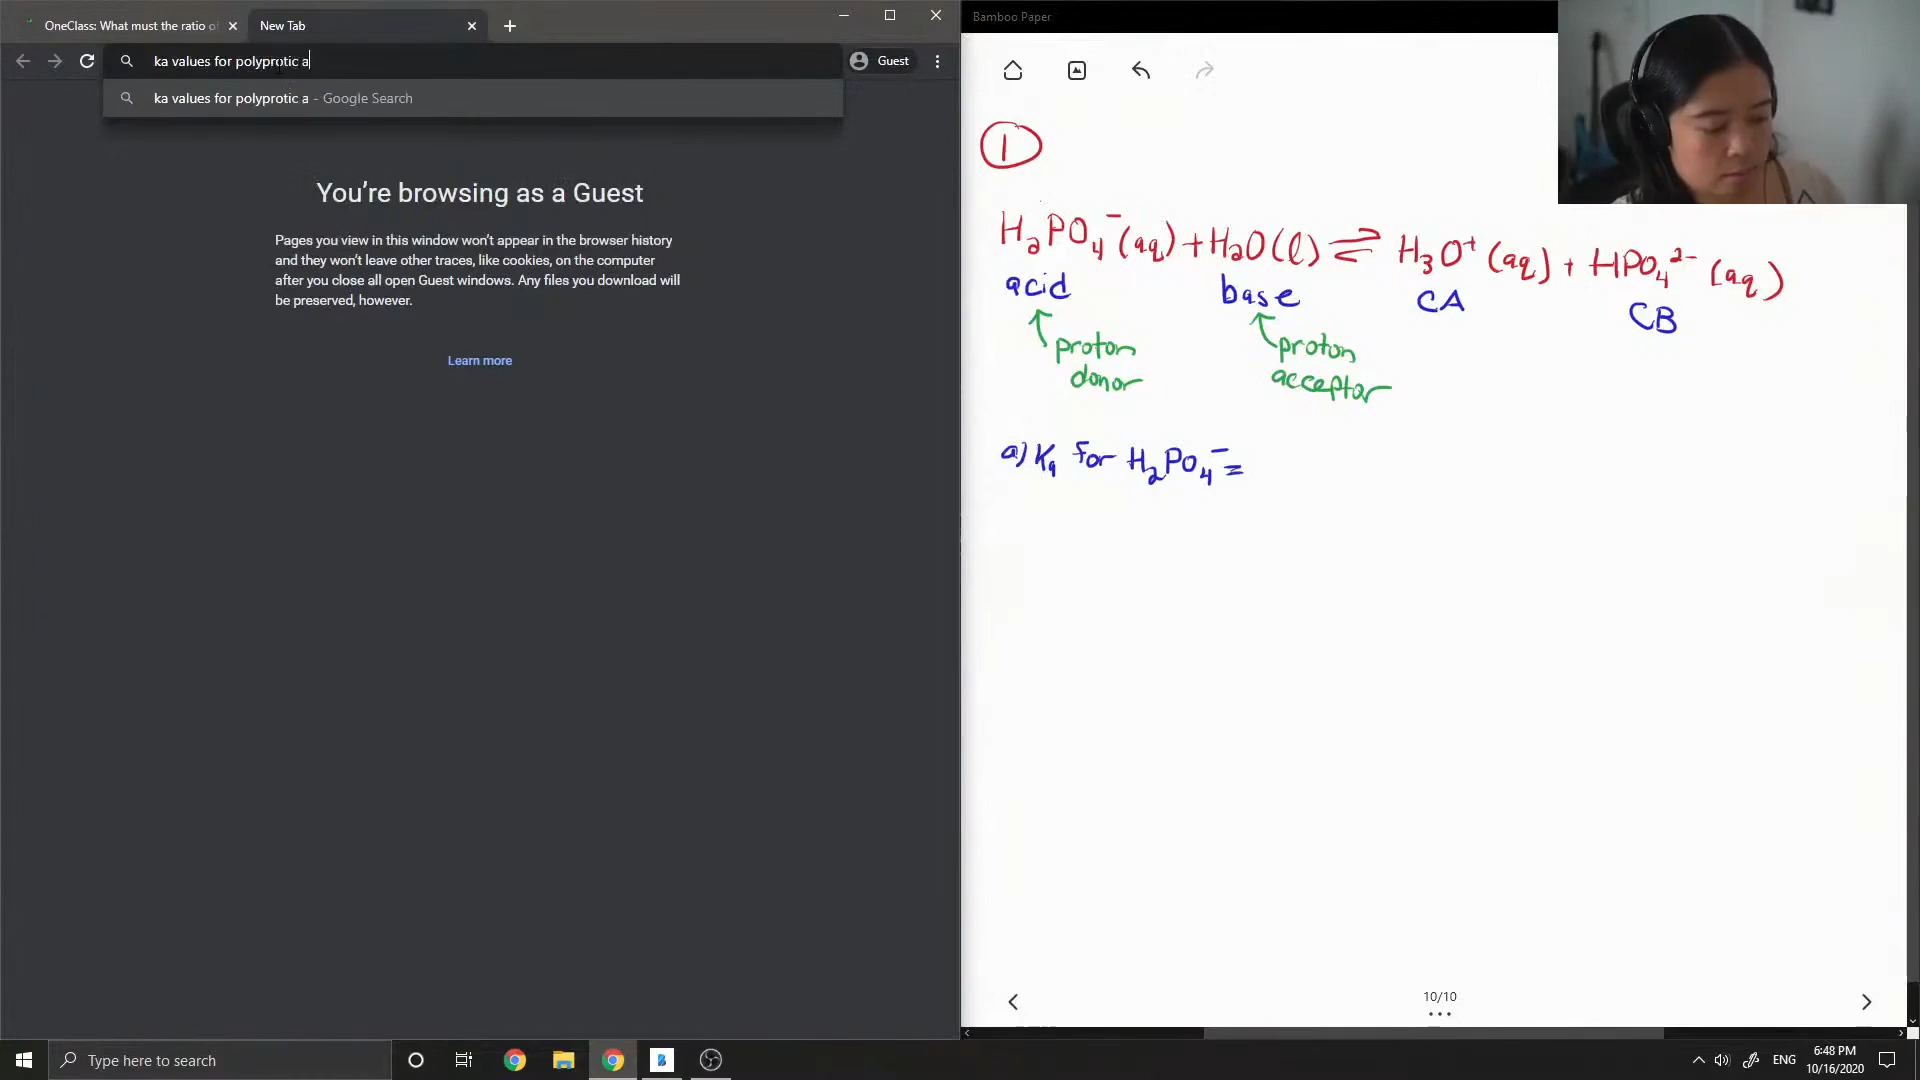 OneClass: What must the ratio o
New Tab
ka values for polyprotic a
Guest
ka values for polyprotic a - Google Search
You're browsing as a Guest
Pages you view in this window won't appear in the browser history
and they won't leave other traces, like cookies, on the computer
after you close all open Guest windows. Any files you download will
be preserved, however.
Learn more
Bamboo Paper
1
H₂PO₄⁻(aq) + H₂O(l) ⇌ H₃O⁺(aq) + HPO₄²⁻(aq)
acid base CA CB
proton proton
donor acceptor
a) Ka for H₂PO₄⁻ =
10/10
Type here to search
ENG
6:48 PM
10/16/2020